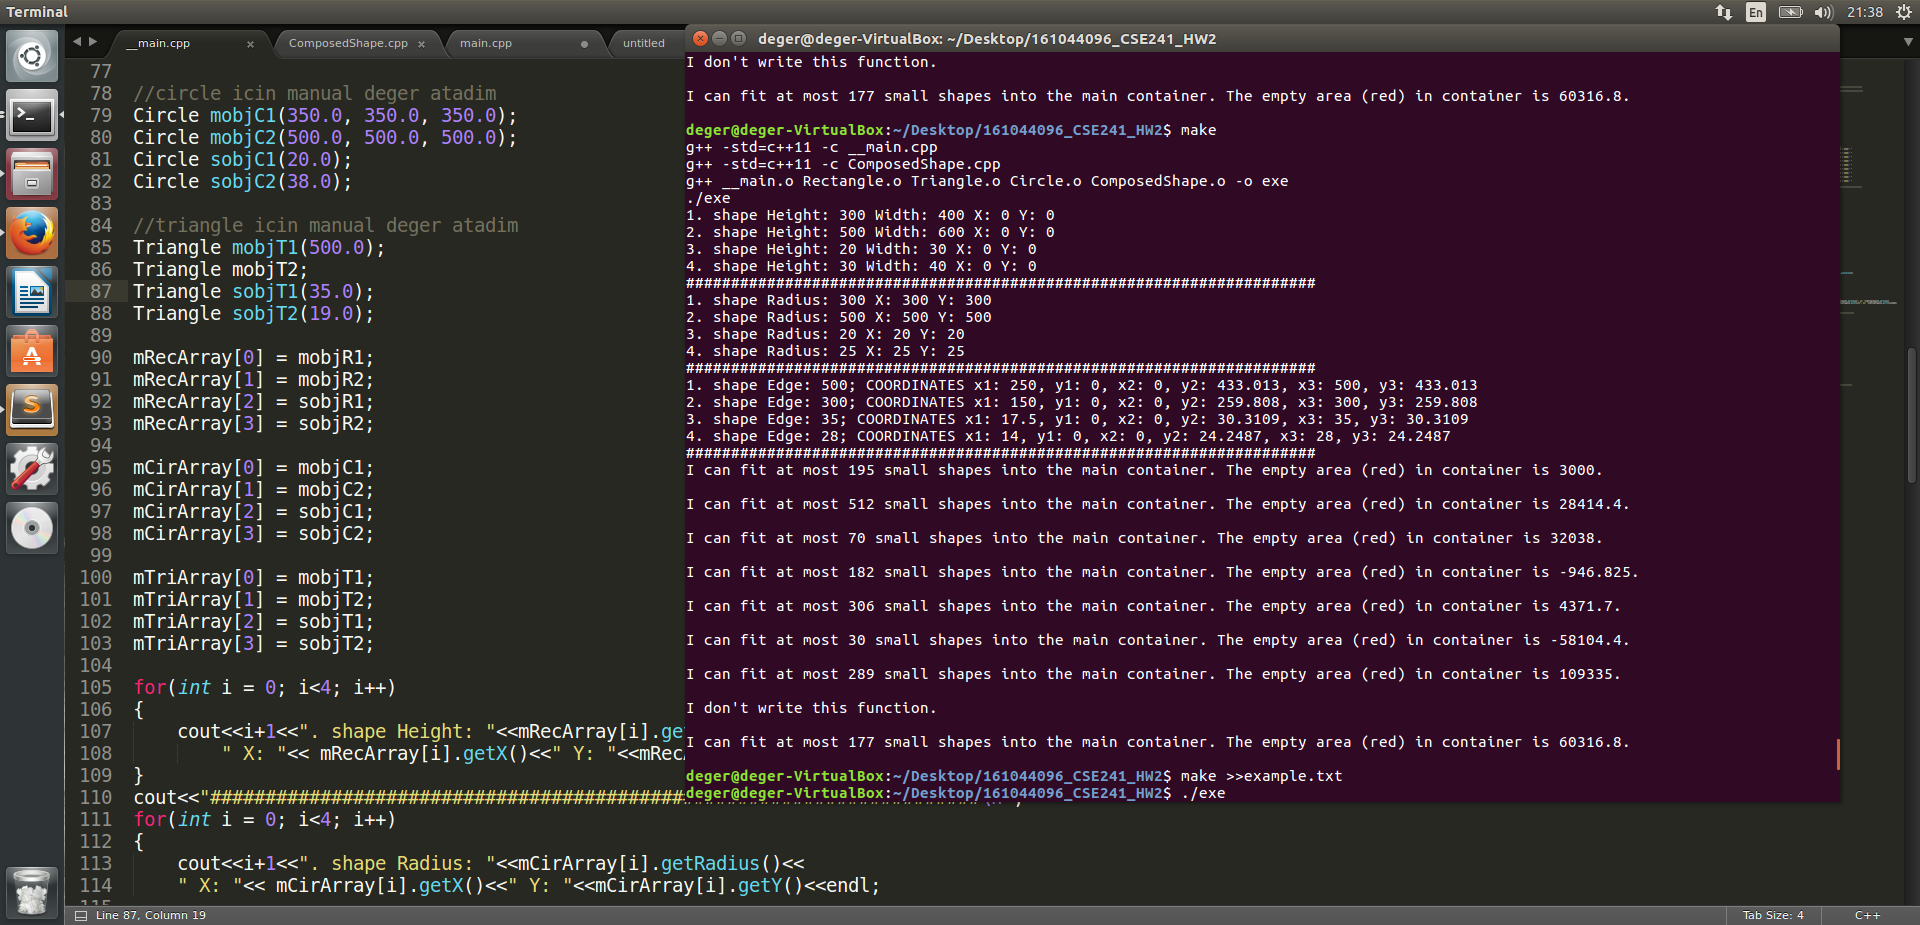 Terminal
En
21:38
__main.cpp
ComposedShape.cpp
main.cpp
untitled
77
78 //circle icin manual deger atadim
79 Circle mobjC1(350.0, 350.0, 350.0);
80 Circle mobjC2(500.0, 500.0, 500.0);
81 Circle sobjC1(20.0);
82 Circle sobjC2(38.0);
83
84 //triangle icin manual deger atadim
85 Triangle mobjT1(500.0);
86 Triangle mobjT2;
87 Triangle sobjT1(35.0);
88 Triangle sobjT2(19.0);
89
90 mRecArray[0] = mobjR1;
91 mRecArray[1] = mobjR2;
92 mRecArray[2] = sobjR1;
93 mRecArray[3] = sobjR2;
94
95 mCirArray[0] = mobjC1;
96 mCirArray[1] = mobjC2;
97 mCirArray[2] = sobjC1;
98 mCirArray[3] = sobjC2;
99
100 mTriArray[0] = mobjT1;
101 mTriArray[1] = mobjT2;
102 mTriArray[2] = sobjT1;
103 mTriArray[3] = sobjT2;
104
105 for(int i = 0; i<4; i++)
106 {
107 cout<<i+1<<". shape Height: "<<mRecArray[i].ge
108 " X: "<< mRecArray[i].getX()<<" Y: "<<mRec
109 }
110 cout<<"###########################################
111 for(int i = 0; i<4; i++)
112 {
113 cout<<i+1<<". shape Radius: "<<mCirArray[i].getRadius()<<
114 " X: "<< mCirArray[i].getX()<<" Y: "<<mCirArray[i].getY()<<endl;
deger@deger-VirtualBox: ~/Desktop/161044096_CSE241_HW2
I don't write this function.
I can fit at most 177 small shapes into the main container. The empty area (red) in container is 60316.8.
deger@deger-VirtualBox:~/Desktop/161044096_CSE241_HW2$ make
g++ -std=c++11 -c __main.cpp
g++ -std=c++11 -c ComposedShape.cpp
g++ __main.o Rectangle.o Triangle.o Circle.o ComposedShape.o -o exe
./exe
1. shape Height: 300 Width: 400 X: 0 Y: 0
2. shape Height: 500 Width: 600 X: 0 Y: 0
3. shape Height: 20 Width: 30 X: 0 Y: 0
4. shape Height: 30 Width: 40 X: 0 Y: 0
######################################################################
1. shape Radius: 300 X: 300 Y: 300
2. shape Radius: 500 X: 500 Y: 500
3. shape Radius: 20 X: 20 Y: 20
4. shape Radius: 25 X: 25 Y: 25
######################################################################
1. shape Edge: 500; COORDINATES x1: 250, y1: 0, x2: 0, y2: 433.013, x3: 500, y3: 433.013
2. shape Edge: 300; COORDINATES x1: 150, y1: 0, x2: 0, y2: 259.808, x3: 300, y3: 259.808
3. shape Edge: 35; COORDINATES x1: 17.5, y1: 0, x2: 0, y2: 30.3109, x3: 35, y3: 30.3109
4. shape Edge: 28; COORDINATES x1: 14, y1: 0, x2: 0, y2: 24.2487, x3: 28, y3: 24.2487
######################################################################
I can fit at most 195 small shapes into the main container. The empty area (red) in container is 3000.
I can fit at most 512 small shapes into the main container. The empty area (red) in container is 28414.4.
I can fit at most 70 small shapes into the main container. The empty area (red) in container is 32038.
I can fit at most 182 small shapes into the main container. The empty area (red) in container is -946.825.
I can fit at most 306 small shapes into the main container. The empty area (red) in container is 4371.7.
I can fit at most 30 small shapes into the main container. The empty area (red) in container is -58104.4.
I can fit at most 289 small shapes into the main container. The empty area (red) in container is 109335.
I don't write this function.
I can fit at most 177 small shapes into the main container. The empty area (red) in container is 60316.8.
deger@deger-VirtualBox:~/Desktop/161044096_CSE241_HW2$ make >>example.txt
deger@deger-VirtualBox:~/Desktop/161044096_CSE241_HW2$ ./exe
Line 87, Column 19
Tab Size: 4
C++